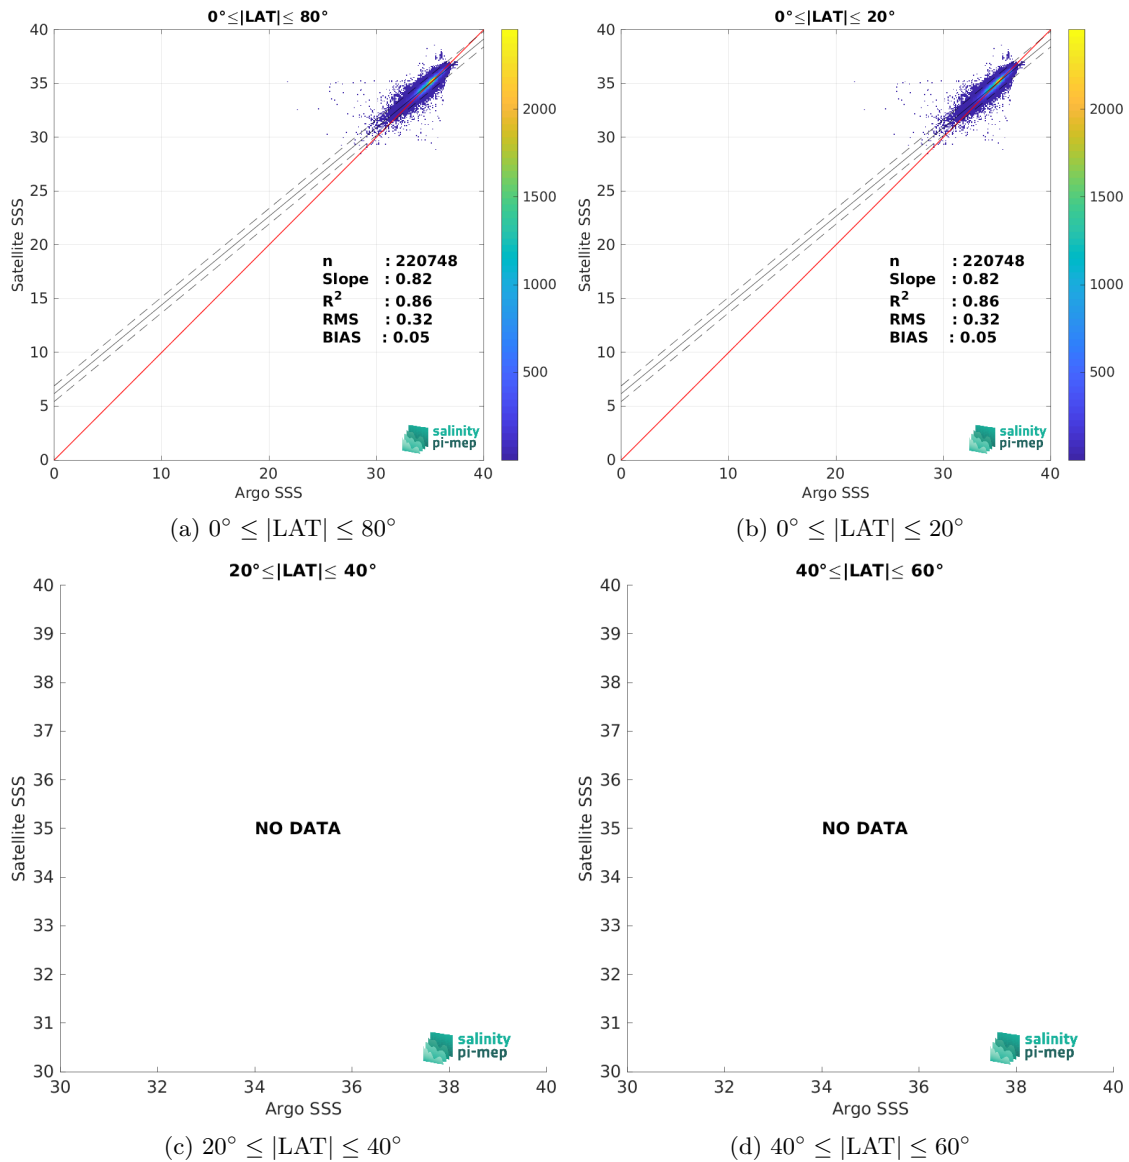 0°≤|LAT|≤ 80°
40
35
30
25
20
15
10
5
0
0
10
20
30
40
Satellite SSS
Argo SSS
n : 220748
Slope : 0.82
R² : 0.86
RMS : 0.32
BIAS : 0.05
salinity
pi-mep
2000
1500
1000
500
(a) 0° ≤ |LAT| ≤ 80°
0°≤|LAT|≤ 20°
40
35
30
25
20
15
10
5
0
0
10
20
30
40
Satellite SSS
Argo SSS
n : 220748
Slope : 0.82
R² : 0.86
RMS : 0.32
BIAS : 0.05
salinity
pi-mep
2000
1500
1000
500
(b) 0° ≤ |LAT| ≤ 20°
20°≤|LAT|≤ 40°
40
39
38
37
36
35
34
33
32
31
30
30
32
34
36
38
40
Satellite SSS
Argo SSS
NO DATA
salinity
pi-mep
(c) 20° ≤ |LAT| ≤ 40°
40°≤|LAT|≤ 60°
40
39
38
37
36
35
34
33
32
31
30
30
32
34
36
38
40
Satellite SSS
Argo SSS
NO DATA
salinity
pi-mep
(d) 40° ≤ |LAT| ≤ 60°